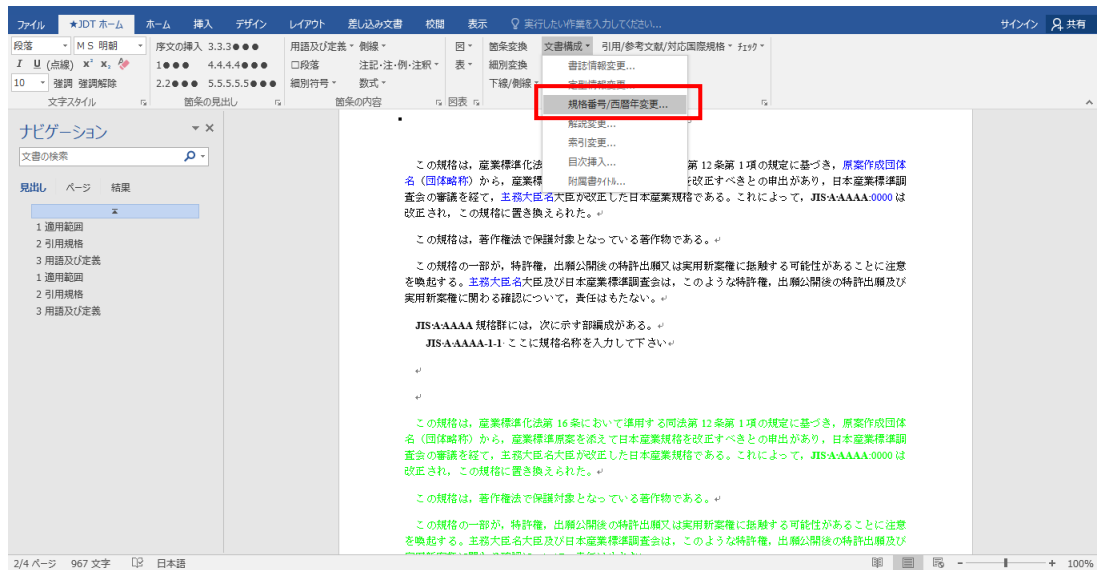 ファイル ★JDT ホーム ホーム 挿入 デザイン レイアウト 差し込み文書 校閲 表示 実行したい作業を入力してください... サインイン 共有
段落 ＭＳ 明朝 序文の挿入 3.3.3●●● 用語及び定義 側線 図 箇条変換 文書構成 引用/参考文献/対応国際規格 ﾁｪｯｸ
I U (点線) x² x₂ 1●●● 4.4.4.4●●● □段落 注記･注･例･注釈 表 細別変換 書誌情報変更...
10 強調 強調解除 2.2●●● 5.5.5.5.5●●● 細別符号 数式 下線/側線
規格番号/西暦年変更...
文字スタイル 箇条の見出し 箇条の内容 図表
解説変更...
索引変更...
目次挿入...
附属書ﾀｲﾄﾙ...
ナビゲーション
文書の検索
見出し ページ 結果
1 適用範囲
2 引用規格
3 用語及び定義
1 適用範囲
2 引用規格
3 用語及び定義
この規格は，産業標準化法 第 12 条第 1 項の規定に基づき，原案作成団体
名（団体略称）から，産業標 改正すべきとの申出があり，日本産業標準調
査会の審議を経て，主務大臣名大臣が改正した日本産業規格である。これによって，JIS A AAAA:0000 は
改正され，この規格に置き換えられた。
この規格は，著作権法で保護対象となっている著作物である。
この規格の一部が，特許権，出願公開後の特許出願又は実用新案権に抵触する可能性があることに注意
を喚起する。主務大臣名大臣及び日本産業標準調査会は，このような特許権，出願公開後の特許出願及び
実用新案権に関わる確認について，責任はもたない。
JIS A AAAA 規格群には，次に示す部編成がある。
JIS A AAAA-1-1 ここに規格名称を入力して下さい
この規格は，産業標準化法第 16 条において準用する同法第 12 条第 1 項の規定に基づき，原案作成団体
名（団体略称）から，産業標準原案を添えて日本産業規格を改正すべきとの申出があり，日本産業標準調
査会の審議を経て，主務大臣名大臣が改正した日本産業規格である。これによって，JIS A AAAA:0000 は
改正され，この規格に置き換えられた。
この規格は，著作権法で保護対象となっている著作物である。
この規格の一部が，特許権，出願公開後の特許出願又は実用新案権に抵触する可能性があることに注意
を喚起する。主務大臣名大臣及び日本産業標準調査会は，このような特許権，出願公開後の特許出願及び
2/4 ページ 967 文字 日本語 100%